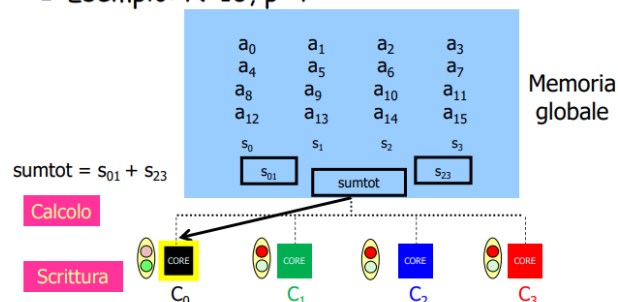 Esempio: N=16, p=4
a0 a1 a2 a3
a4 a5 a6 a7
a8 a9 a10 a11
a12 a13 a14 a15
s0 s1 s2 s3
s01 sumtot s23
Memoria
globale
sumtot = s01 + s23
Calcolo
Scrittura
CORE CORE CORE CORE
C0 C1 C2 C3